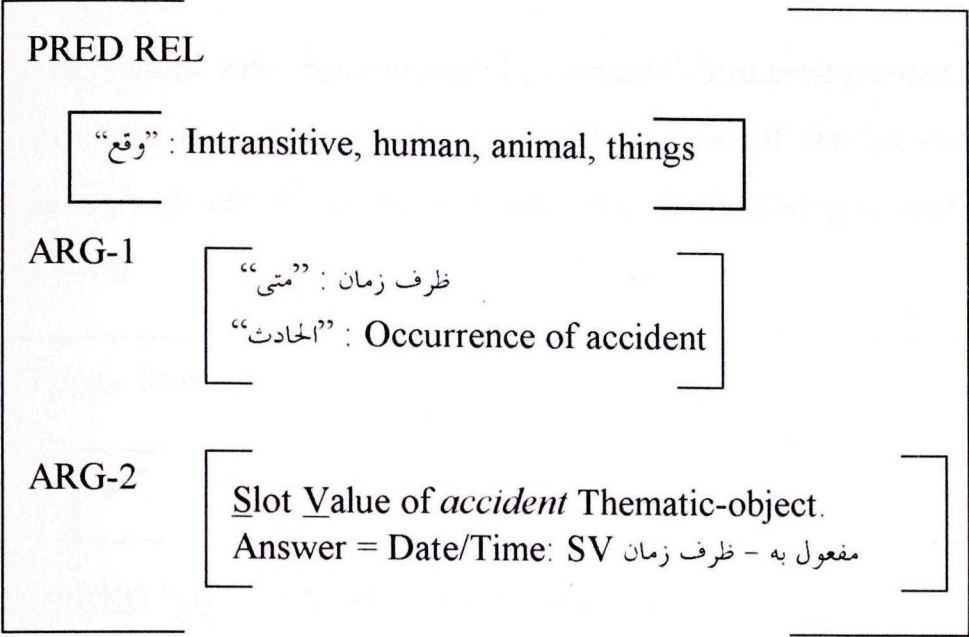 PRED REL
“وقع” : Intransitive, human, animal, things
ARG-1
ظرف زمان : “متى”
“الحادث” : Occurrence of accident
ARG-2
Slot Value of accident Thematic-object.
Answer = Date/Time: SV مفعول به – ظرف زمان